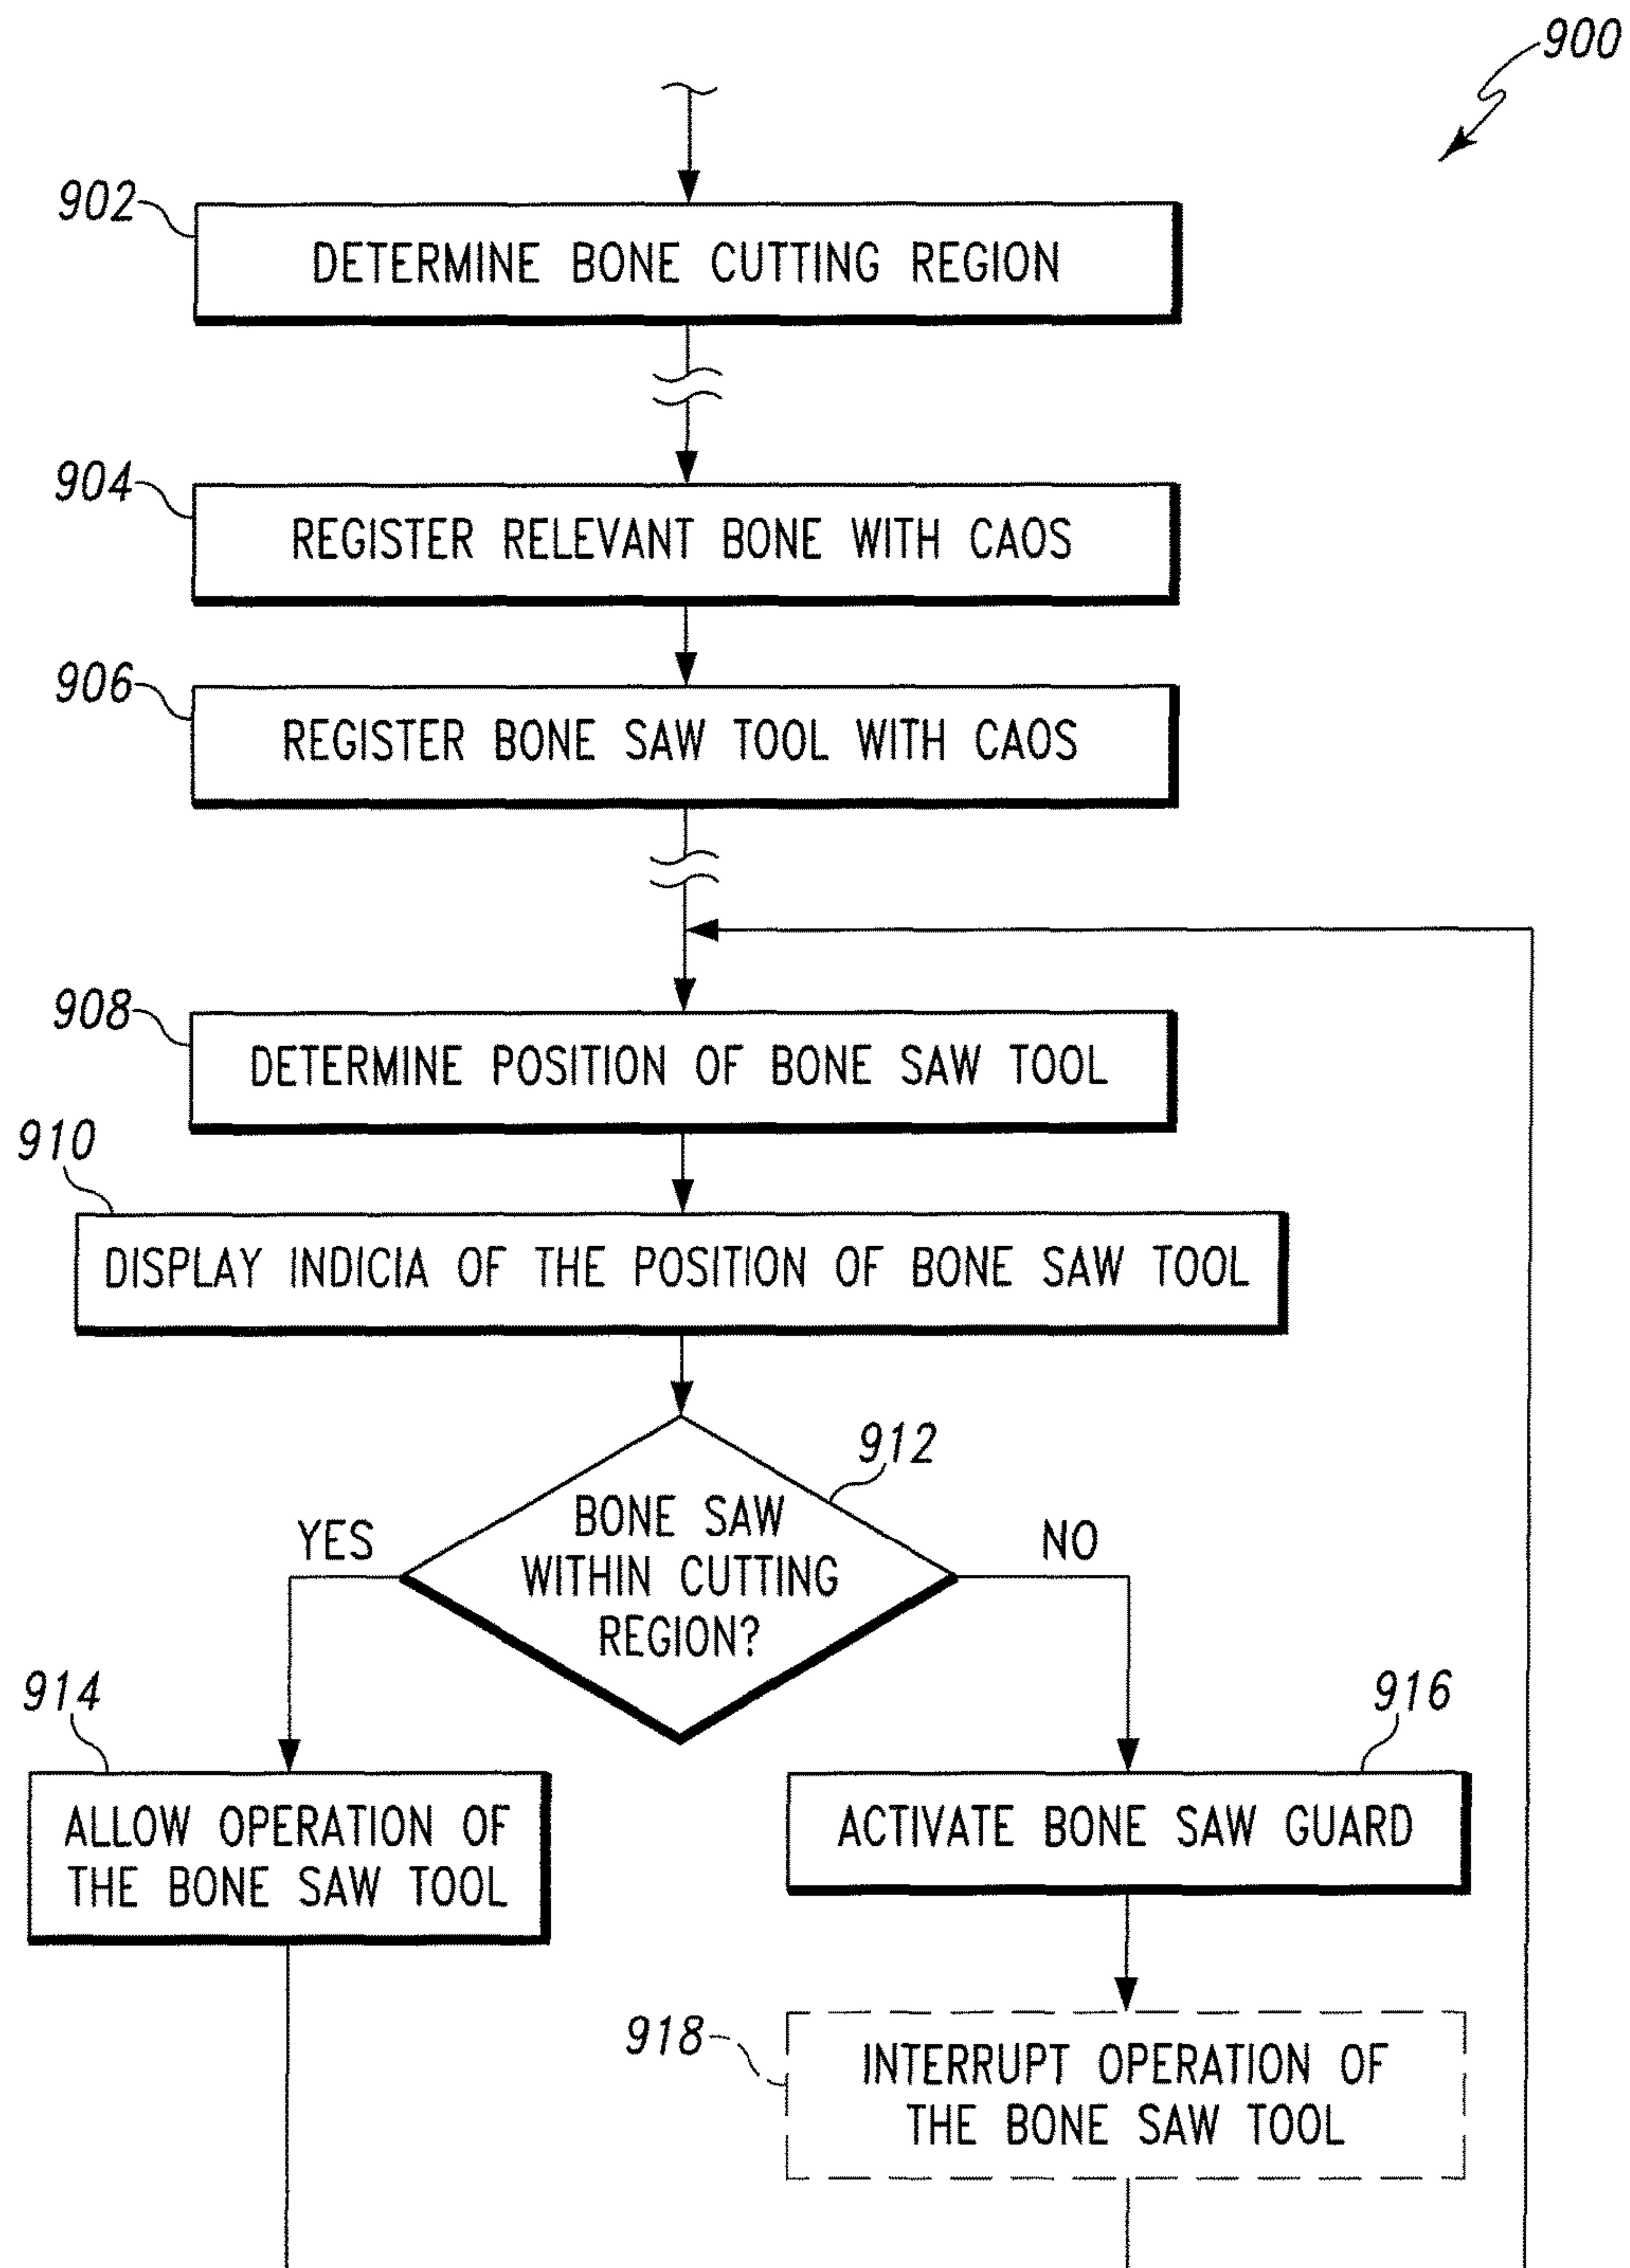 900
902
DETERMINE BONE CUTTING REGION
904
REGISTER RELEVANT BONE WITH CAOS
906
REGISTER BONE SAW TOOL WITH CAOS
908
DETERMINE POSITION OF BONE SAW TOOL
910
DISPLAY INDICIA OF THE POSITION OF BONE SAW TOOL
912
BONE SAW
WITHIN CUTTING
REGION?
YES
NO
914
ALLOW OPERATION OF
THE BONE SAW TOOL
916
ACTIVATE BONE SAW GUARD
918
INTERRUPT OPERATION OF
THE BONE SAW TOOL